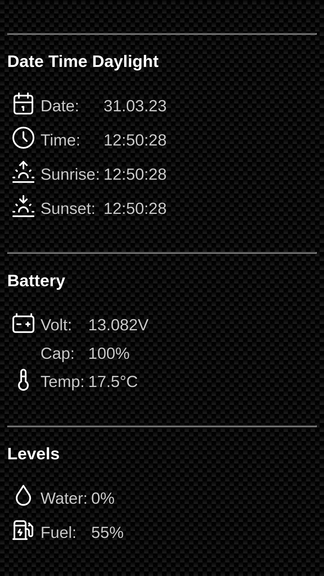 Date Time Daylight
Date: 31.03.23
Time: 12:50:28
Sunrise: 12:50:28
Sunset: 12:50:28
Battery
Volt: 13.082V
Cap: 100%
Temp: 17.5°C
Levels
Water: 0%
Fuel: 55%